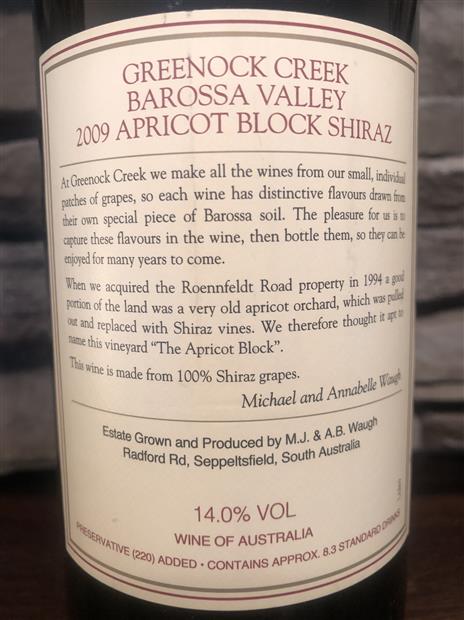 GREENOCK CREEK
BAROSSA VALLEY
2009 APRICOT BLOCK SHIRAZ
At Greenock Creek we make all the wines from our small, individual
patches of grapes, so each wine has distinctive flavours drawn from
their own special piece of Barossa soil. The pleasure for us is to
capture these flavours in the wine, then bottle them, so they can be
enjoyed for many years to come.
When we acquired the Roennfeldt Road property in 1994 a good
portion of the land was a very old apricot orchard, which was pulled
out and replaced with Shiraz vines. We therefore thought it apt to
name this vineyard "The Apricot Block".
This wine is made from 100% Shiraz grapes.
Michael and Annabelle Waugh
Estate Grown and Produced by M.J. & A.B. Waugh
Radford Rd, Seppeltsfield, South Australia
14.0% VOL
WINE OF AUSTRALIA
PRESERVATIVE (220) ADDED • CONTAINS APPROX. 8.3 STANDARD DRINKS